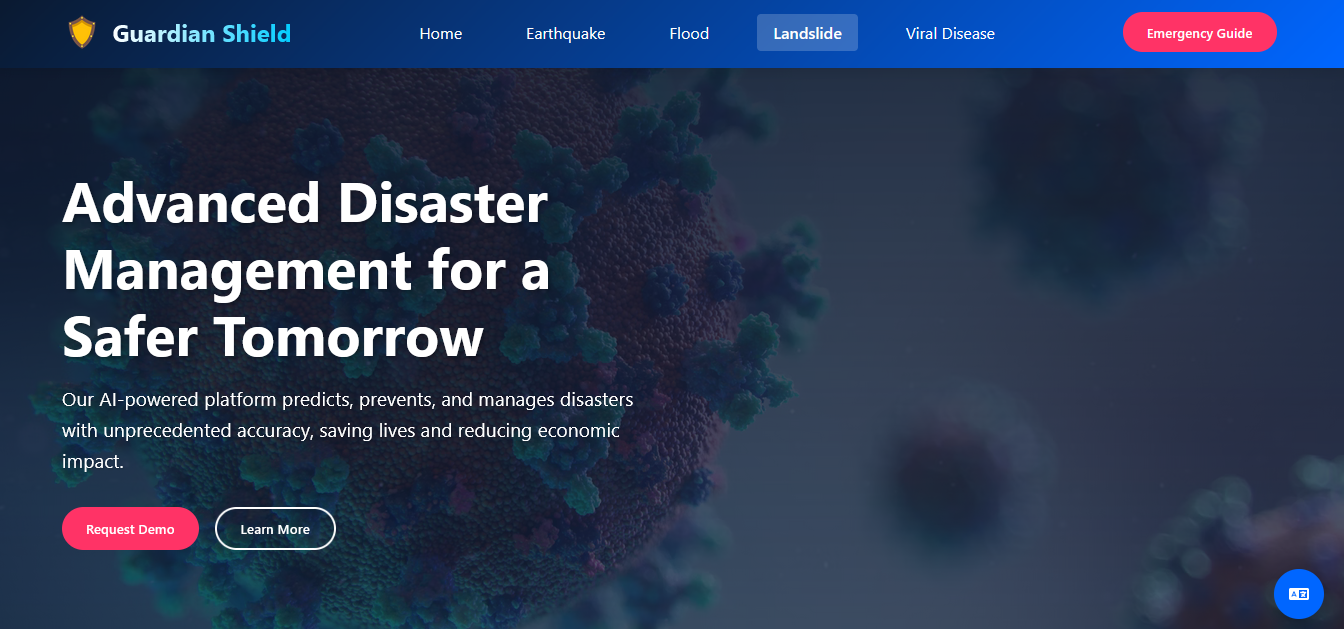 Guardian Shield
Home
Earthquake
Flood
Landslide
Viral Disease
Emergency Guide
Advanced Disaster
Management for a
Safer Tomorrow
Our AI-powered platform predicts, prevents, and manages disasters
with unprecedented accuracy, saving lives and reducing economic
impact.
Request Demo
Learn More